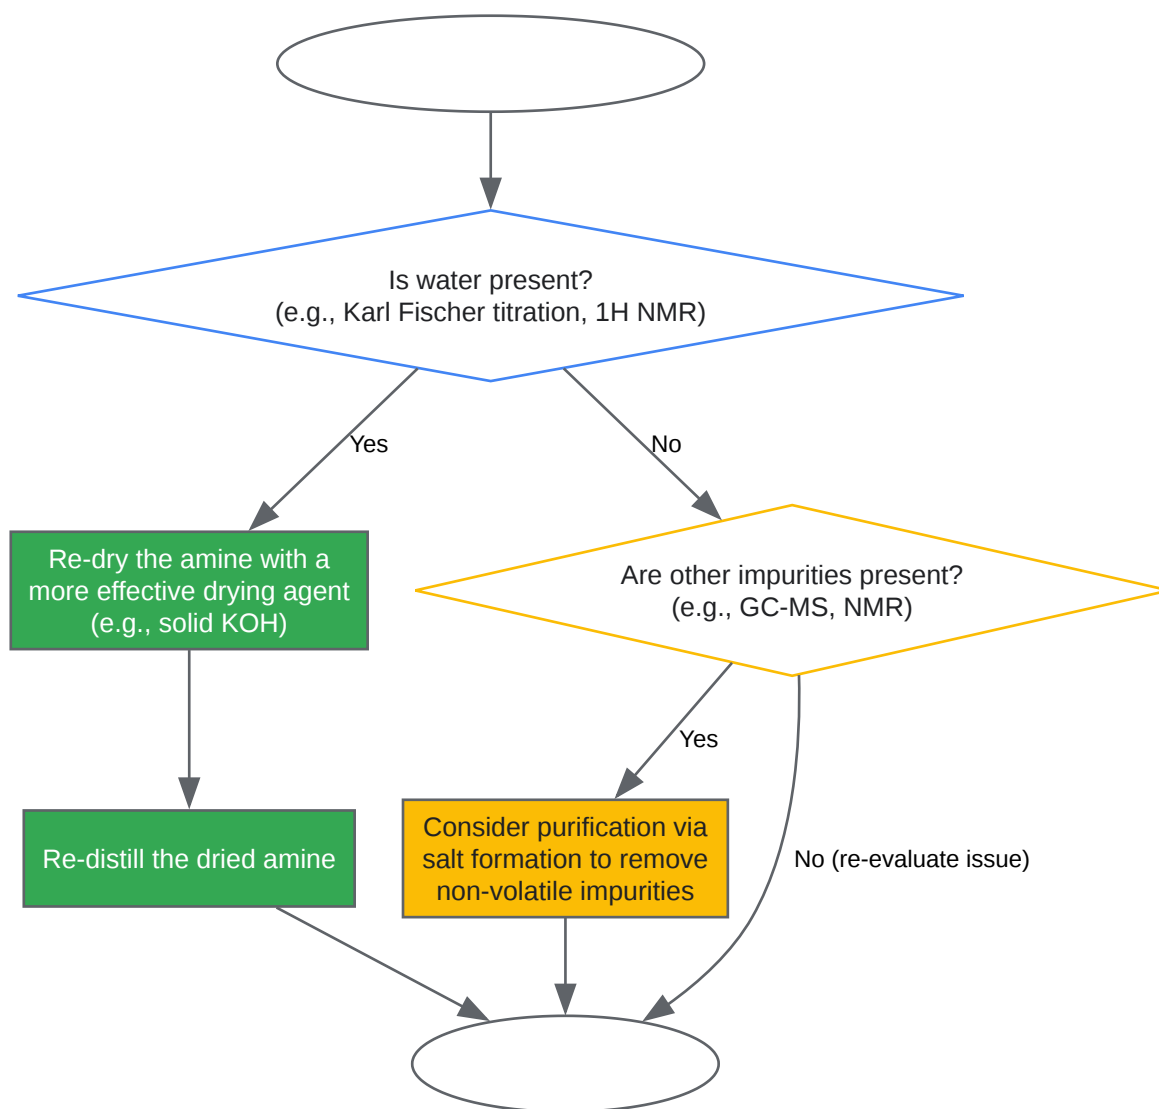 Is water present?
(e.g., Karl Fischer titration, 1H NMR)
Yes
No
Re-dry the amine with a
more effective drying agent
(e.g., solid KOH)
Are other impurities present?
(e.g., GC-MS, NMR)
Yes
Re-distill the dried amine
Consider purification via
salt formation to remove
non-volatile impurities
No (re-evaluate issue)